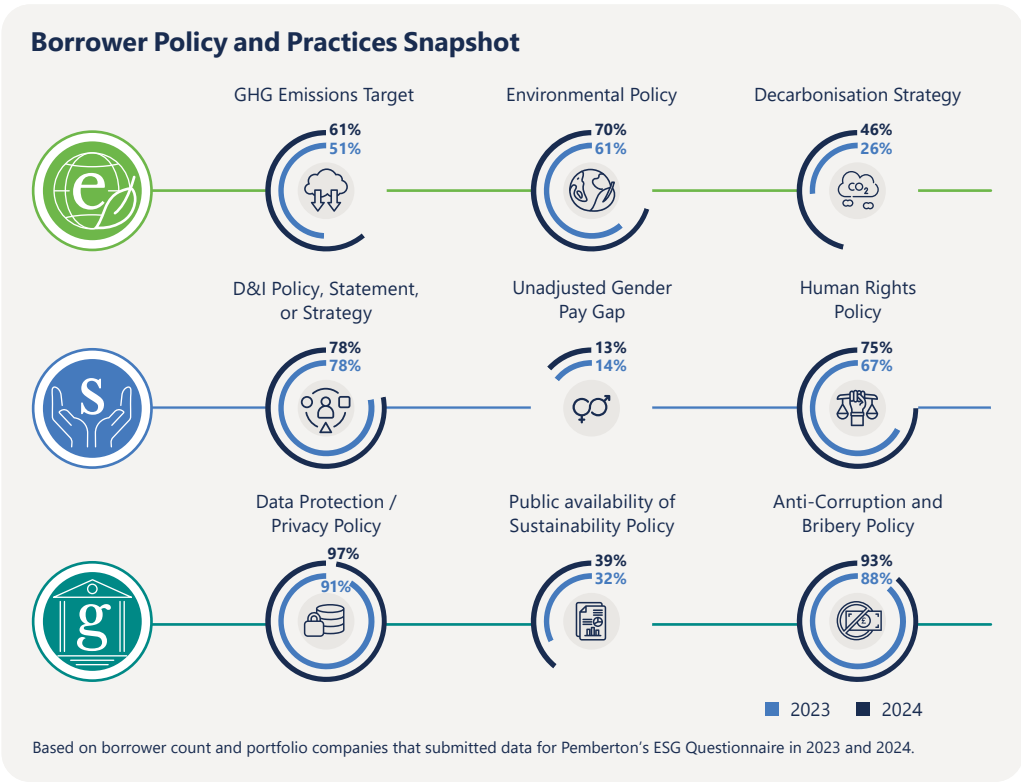 Borrower Policy and Practices Snapshot
GHG Emissions Target
Environmental Policy
Decarbonisation Strategy
e
61%
51%
70%
61%
46%
26%
CO2
D&I Policy, Statement,
or Strategy
Unadjusted Gender
Pay Gap
Human Rights
Policy
s
78%
78%
13%
14%
75%
67%
Data Protection /
Privacy Policy
Public availability of
Sustainability Policy
Anti-Corruption and
Bribery Policy
g
97%
91%
39%
32%
93%
88%
£
2023
2024
Based on borrower count and portfolio companies that submitted data for Pemberton’s ESG Questionnaire in 2023 and 2024.